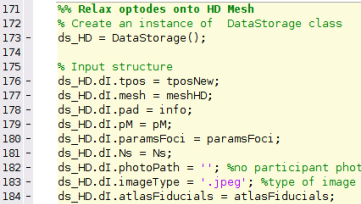 171 %% Relax optodes onto HD Mesh
172 % Create an instance of  DataStorage class
173 – ds_HD = DataStorage();
174
175 % Input structure
176 – ds_HD.dI.tpos = tposNew;
177 – ds_HD.dI.mesh = meshHD;
178 – ds_HD.dI.pad = info;
179 – ds_HD.dI.pM = pM;
180 – ds_HD.dI.paramsFoci = paramsFoci;
181 – ds_HD.dI.Ns = Ns;
182 – ds_HD.dI.photoPath = ''; %no participant phot
183 – ds_HD.dI.imageType = '.jpeg'; %type of image
184 – ds_HD.dI.atlasFiducials = atlasFiducials;